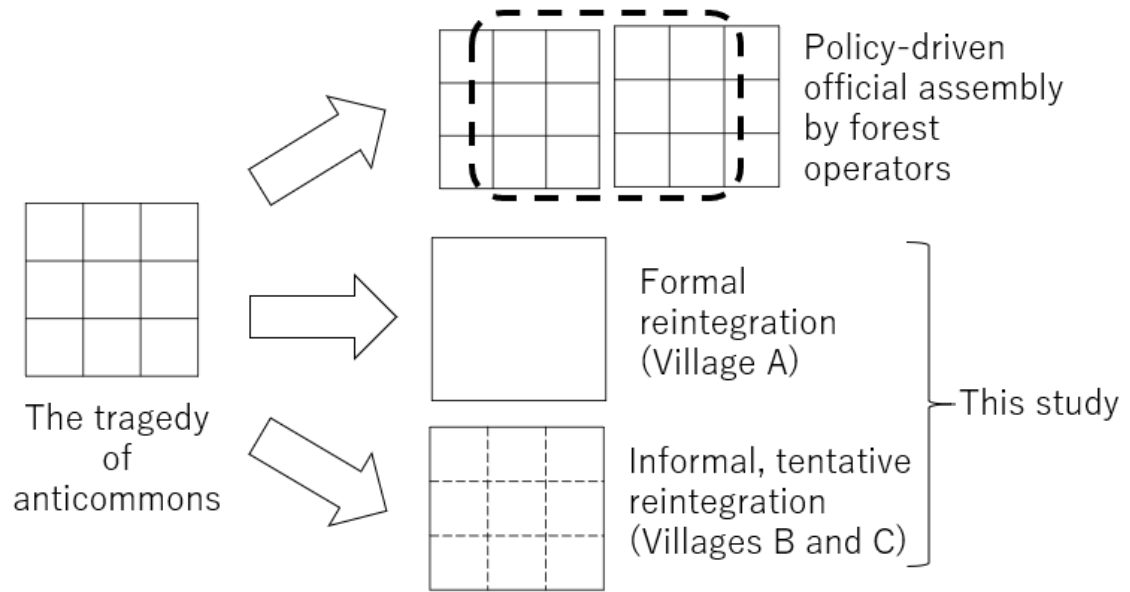 Policy-driven
official assembly
by forest
operators
The tragedy
of
anticommons
Formal
reintegration
(Village A)
Informal, tentative
reintegration
(Villages B and C)
This study